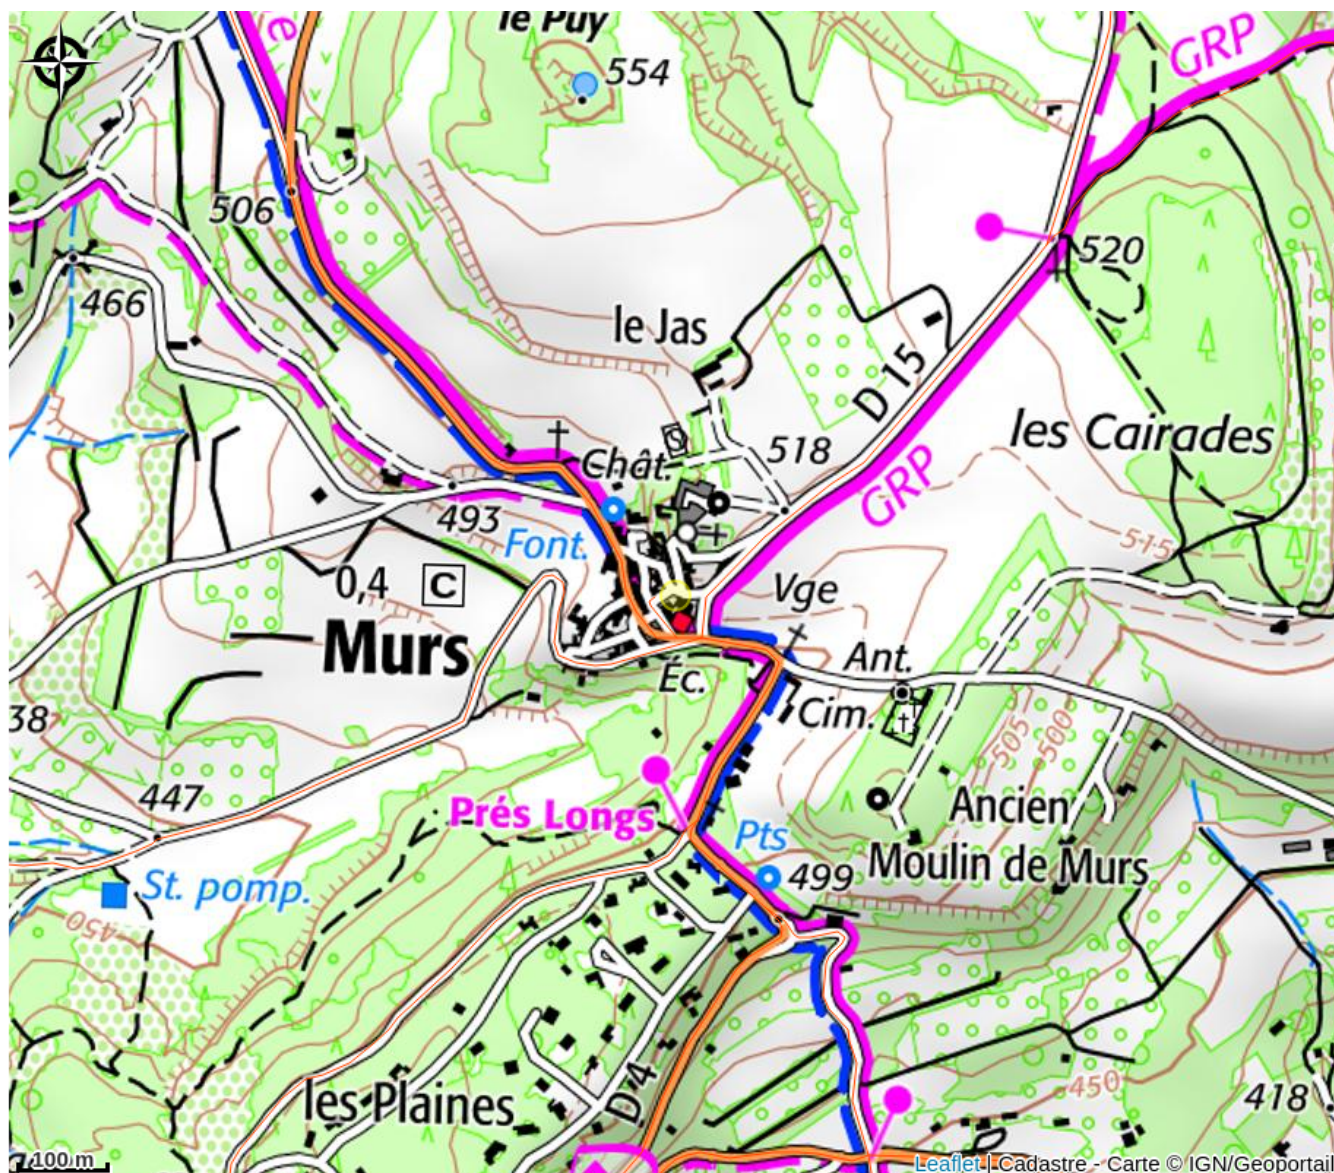 le Puy
e
GRP
554
506
520
466
le Jas
D 15
les Cairades
518
Chât.
493
GRP
Font.
515
0,4 C
Vge
Murs
Ant.
Éc.
Cim.
38
505
500
447
Prés Longs
Pts
Ancien
Moulin de Murs
499
St. pomp.
450
les Plaines
D 4
450
418
100 m
Leaflet | Cadastre - Carte © IGN/Geoportail